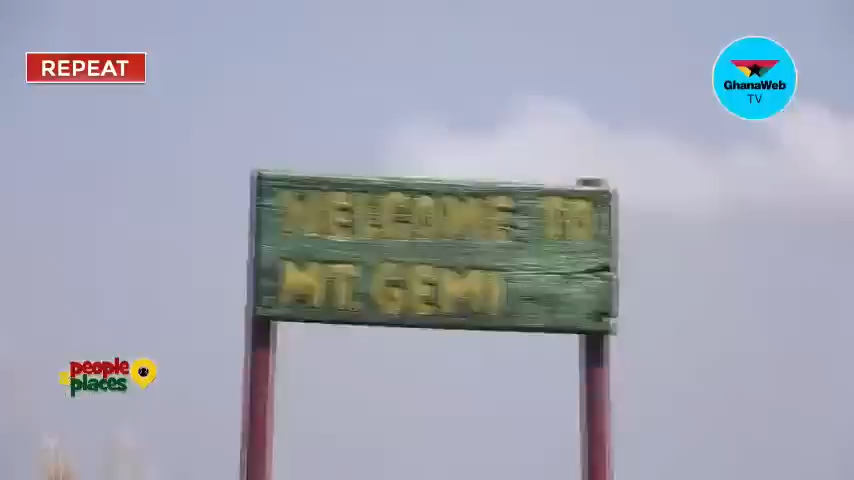 REPEAT
GhanaWeb
TV
WELCOME TO
MT. GEMI
people
places